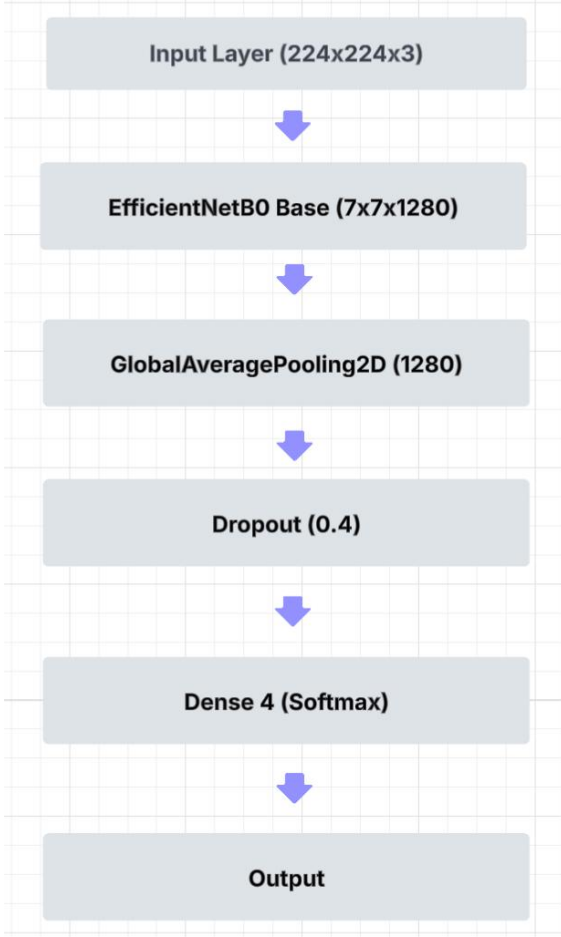 Input Layer (224x224x3)
EfficientNetB0 Base (7x7x1280)
GlobalAveragePooling2D (1280)
Dropout (0.4)
Dense 4 (Softmax)
Output